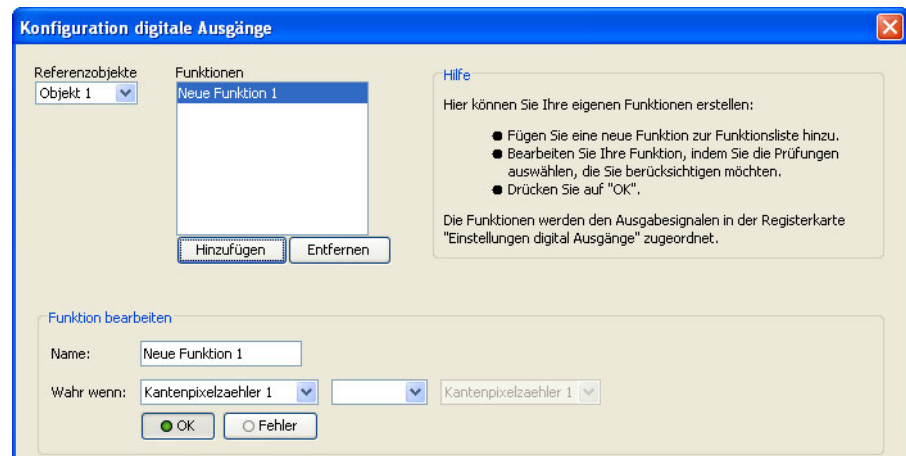 Konfiguration digitale Ausgänge
Referenzobjekte
Objekt 1
Funktionen
Neue Funktion 1
Hinzufügen
Entfernen
Hilfe
Hier können Sie Ihre eigenen Funktionen erstellen:
● Fügen Sie eine neue Funktion zur Funktionsliste hinzu.
● Bearbeiten Sie Ihre Funktion, indem Sie die Prüfungen
auswählen, die Sie berücksichtigen möchten.
● Drücken Sie auf "OK".
Die Funktionen werden den Ausgabesignalen in der Registerkarte
"Einstellungen digital Ausgänge" zugeordnet.
Funktion bearbeiten
Name:
Neue Funktion 1
Wahr wenn:
Kantenpixelzaehler 1
Kantenpixelzaehler 1
OK
Fehler